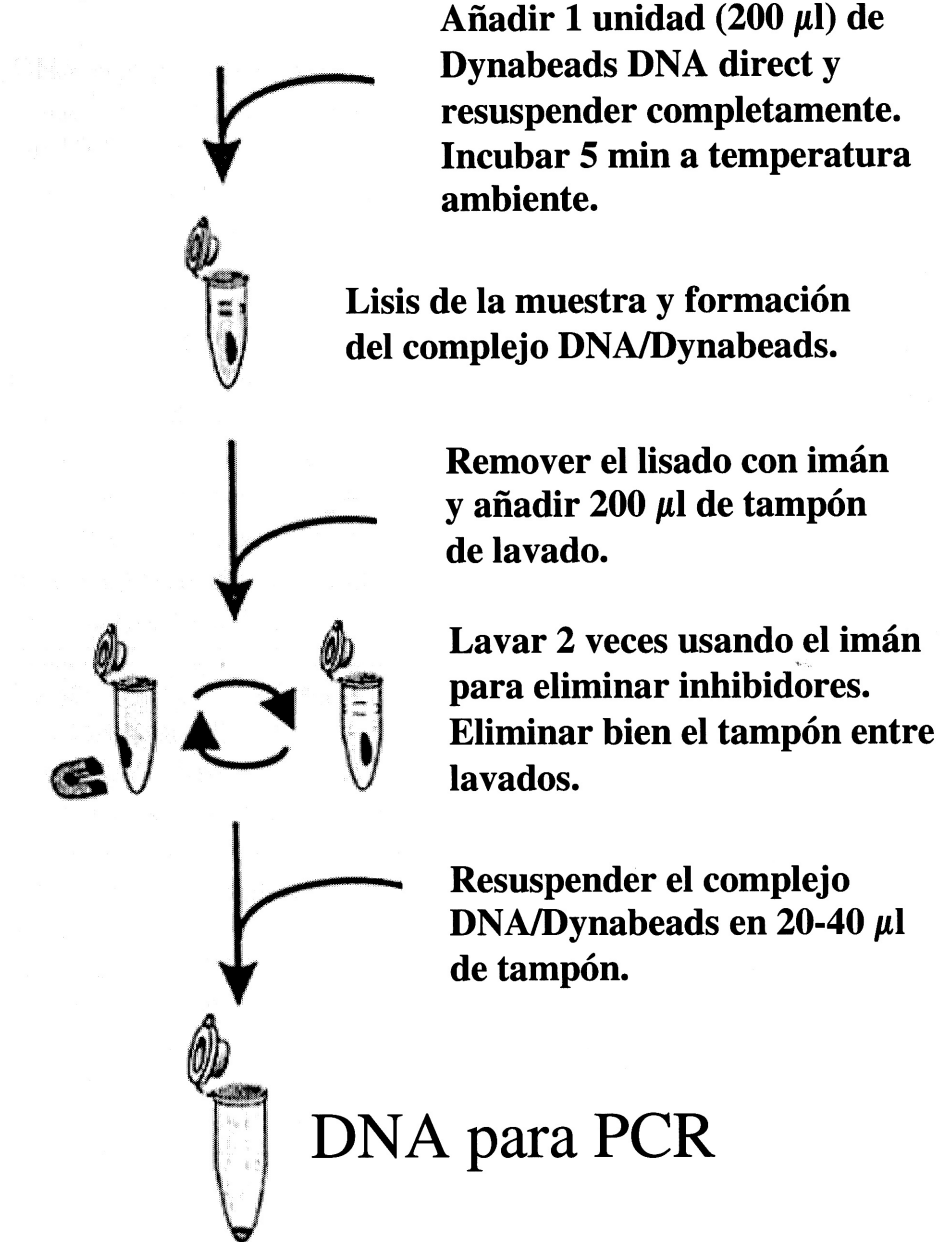 Añadir 1 unidad (200 μl) de
Dynabeads DNA direct y
resuspender completamente.
Incubar 5 min a temperatura
ambiente.
Lisis de la muestra y formación
del complejo DNA/Dynabeads.
Remover el lisado con imán
y añadir 200 μl de tampón
de lavado.
Lavar 2 veces usando el imán
para eliminar inhibidores.
Eliminar bien el tampón entre
lavados.
Resuspender el complejo
DNA/Dynabeads en 20-40 μl
de tampón.
DNA para PCR